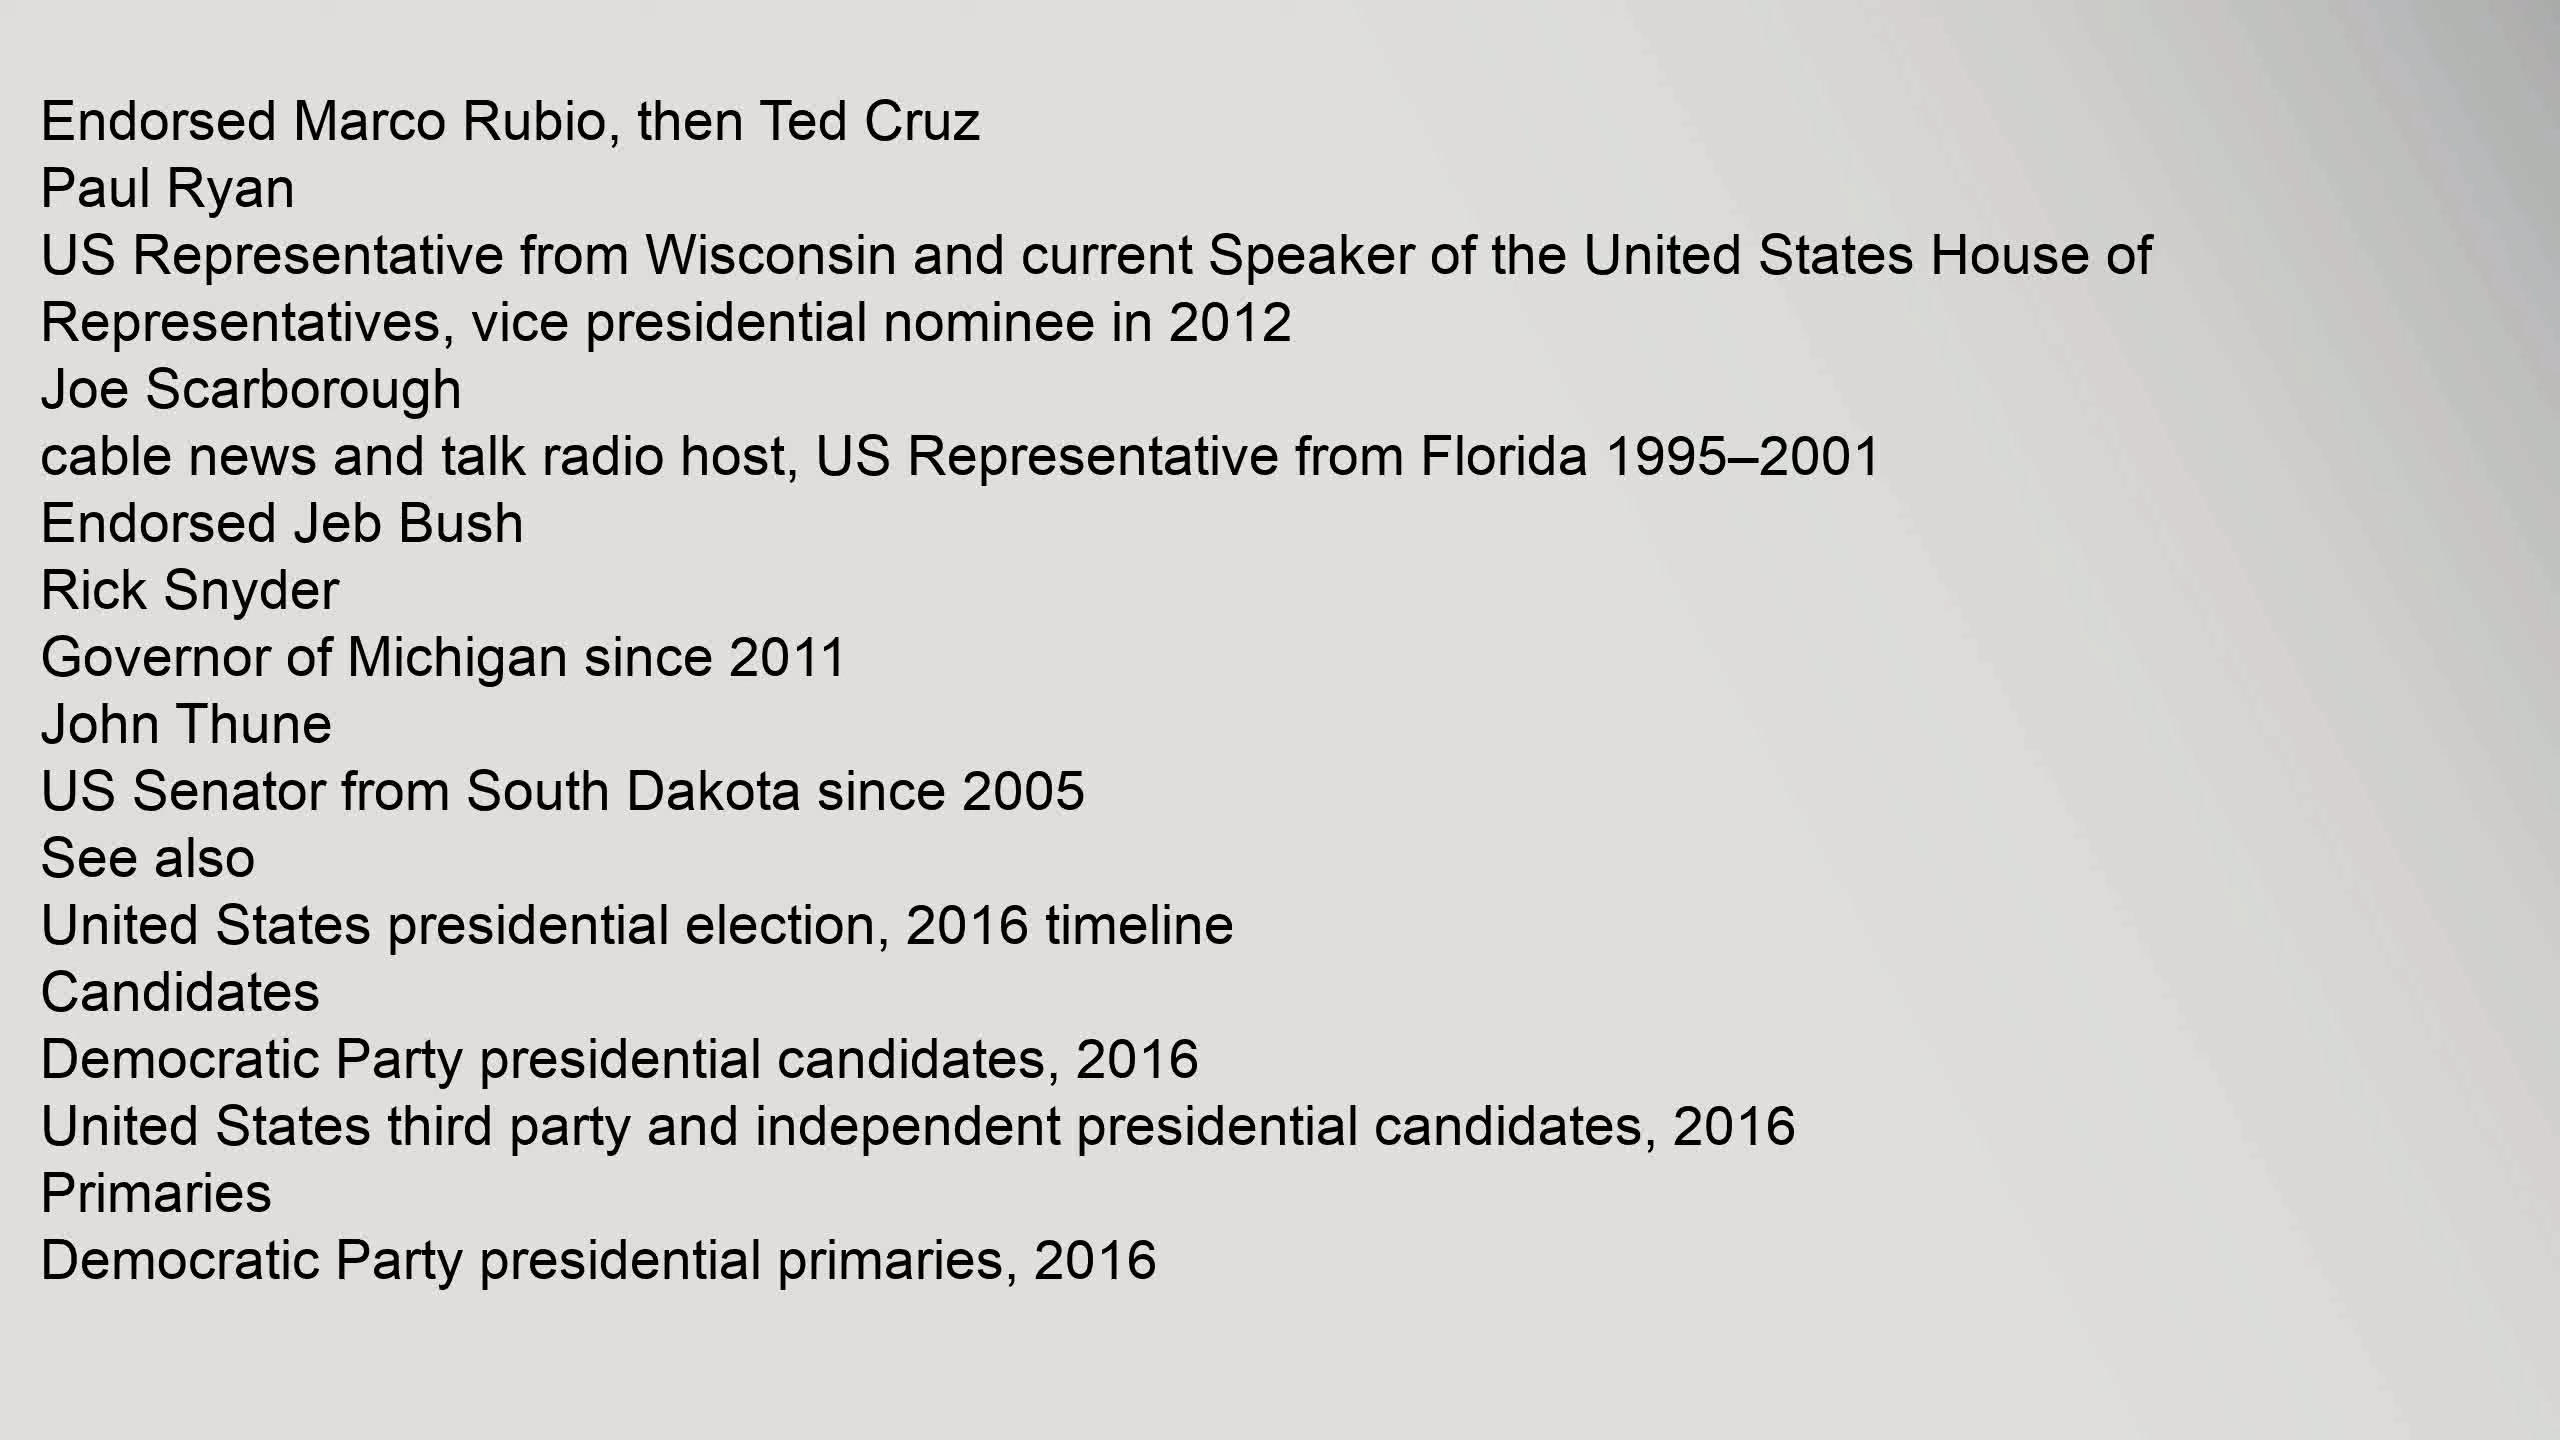 Endorsed Marco Rubio, then Ted Cruz
Paul Ryan
US Representative from Wisconsin and current Speaker of the United States House of
Representatives, vice presidential nominee in 2012
Joe Scarborough
cable news and talk radio host, US Representative from Florida 1995–2001
Endorsed Jeb Bush
Rick Snyder
Governor of Michigan since 2011
John Thune
US Senator from South Dakota since 2005
See also
United States presidential election, 2016 timeline
Candidates
Democratic Party presidential candidates, 2016
United States third party and independent presidential candidates, 2016
Primaries
Democratic Party presidential primaries, 2016